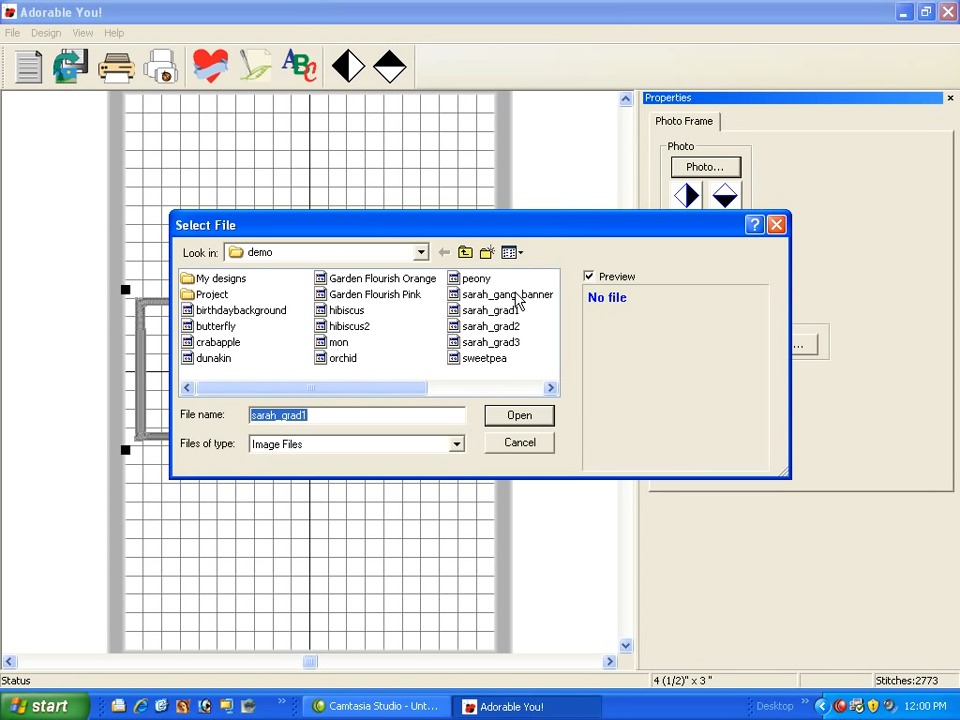 Adorable You!
File Design View Help
ABC
Properties
Photo Frame
Photo
Photo...
Select File
Look in: demo
My designs
Project
birthdaybackground
butterfly
crabapple
dunakin
Garden Flourish Orange
Garden Flourish Pink
hibiscus
hibiscus2
mon
orchid
peony
sarah_gang_banner
sarah_grad1
sarah_grad2
sarah_grad3
sweetpea
Preview
No file
...
File name: sarah_grad1
Open
Files of type: Image Files
Cancel
Status
4 (1/2)" x 3 "
Stitches:2773
start
Camtasia Studio - Unt...
Adorable You!
Desktop
12:00 PM